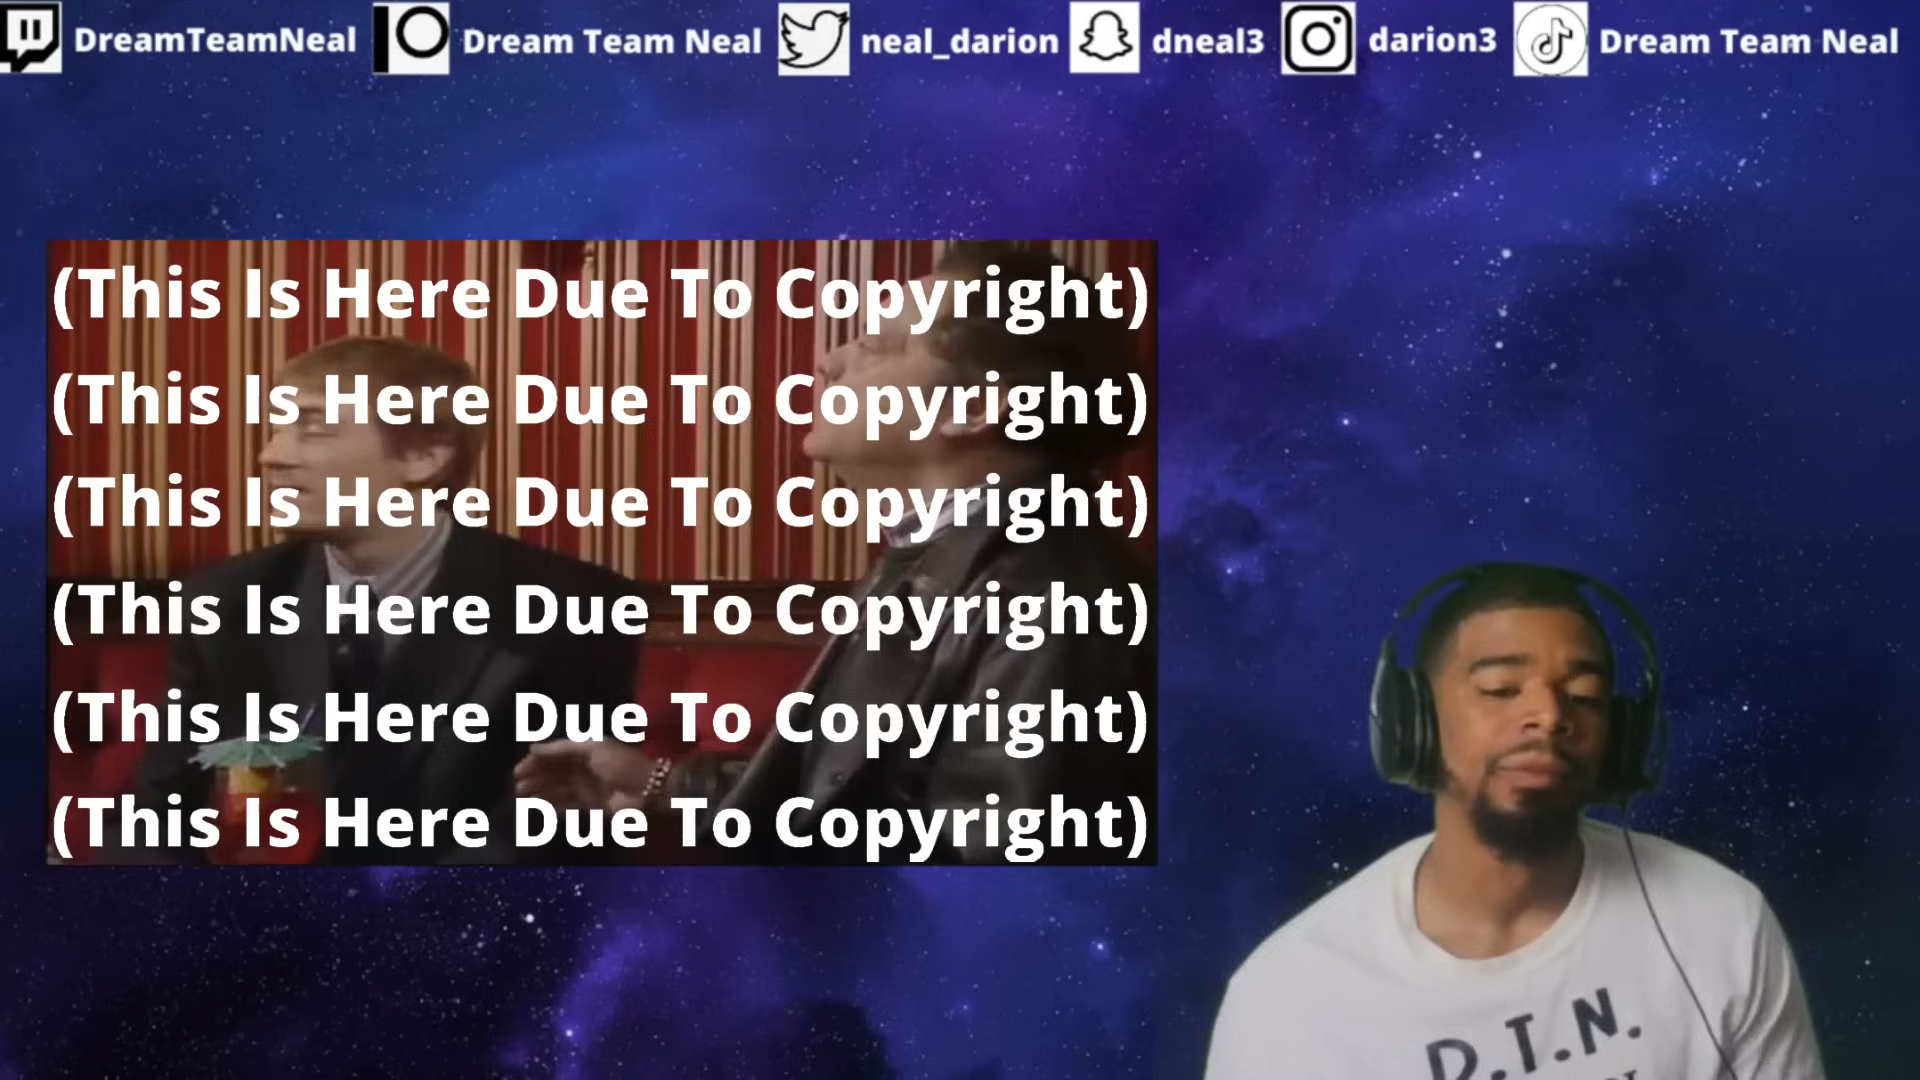 DreamTeamNeal Dream Team Neal neal_darion dneal3 darion3 Dream Team Neal
(This Is Here Due To Copyright)
(This Is Here Due To Copyright)
(This Is Here Due To Copyright)
(This Is Here Due To Copyright)
(This Is Here Due To Copyright)
(This Is Here Due To Copyright)
D.T.N.